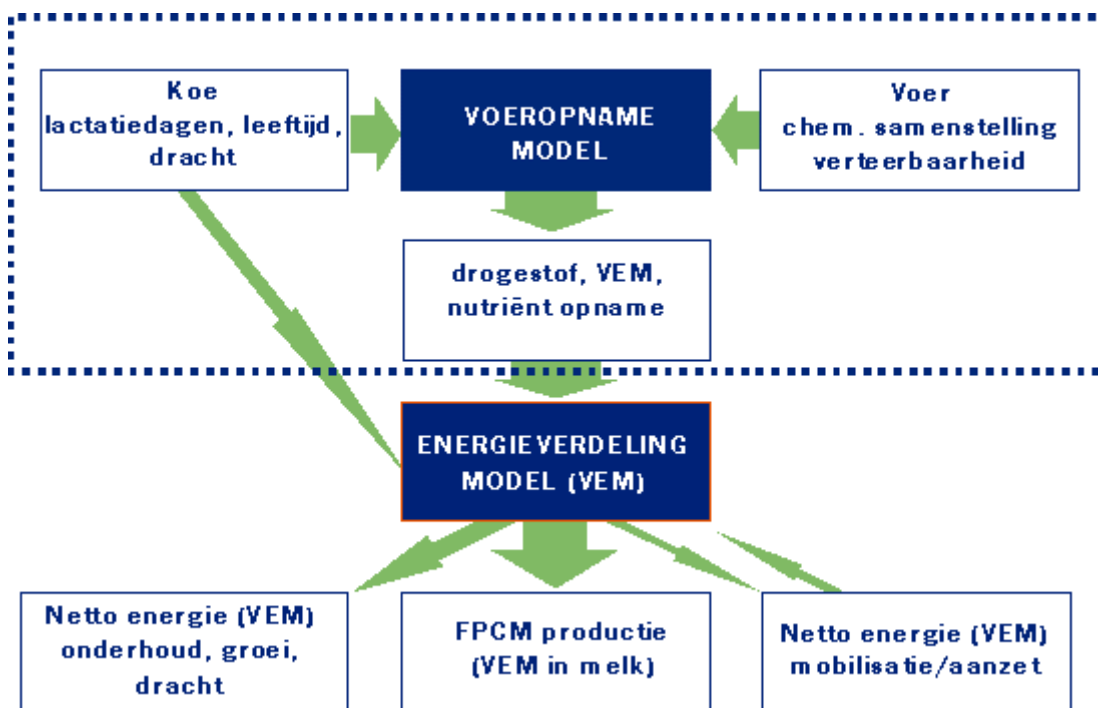 Koe
lactatiedagen, leeftijd,
dracht
VOEROPNAME
MODEL
Voer
chem. samenstelling
verteerbaarheid
drogestof, VEM,
nutriënt opname
ENERGIEVERDELING
MODEL (VEM)
Netto energie (VEM)
onderhoud, groei,
dracht
FPCM productie
(VEM in melk)
Netto energie (VEM)
mobilisatie/aanzet